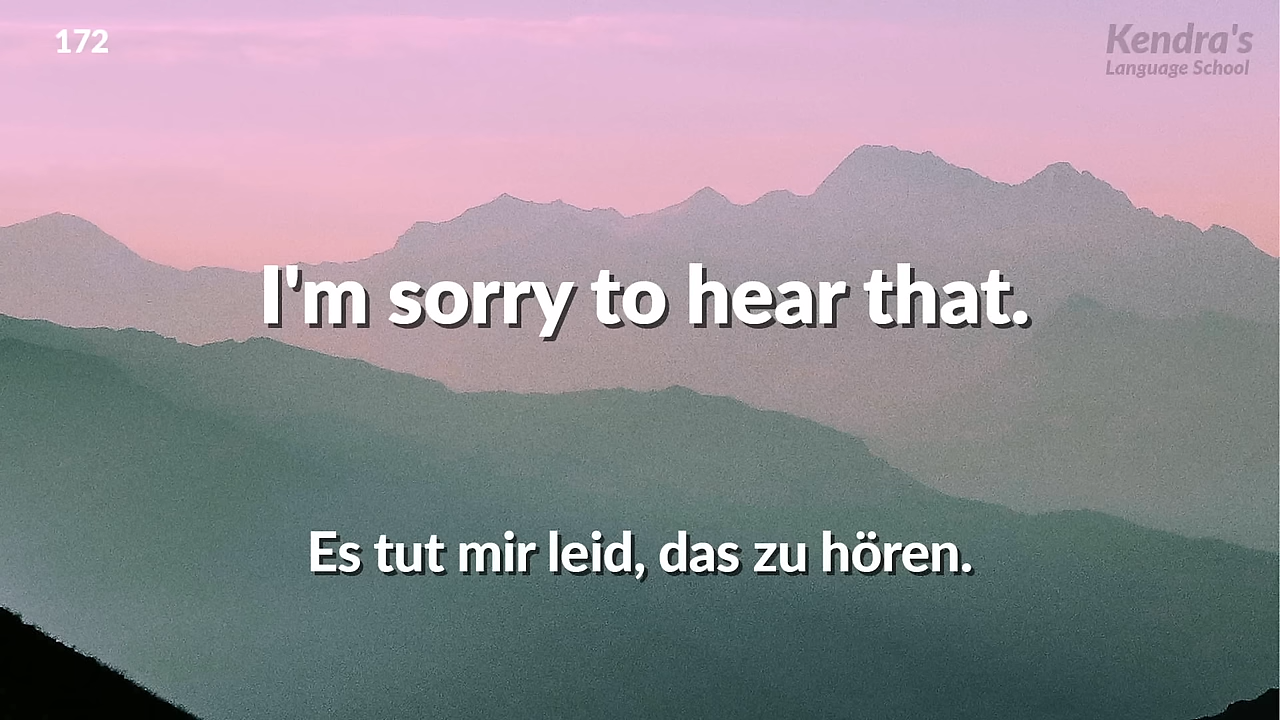 172
Kendra's
Language School
I'm sorry to hear that.
Es tut mir leid, das zu hören.